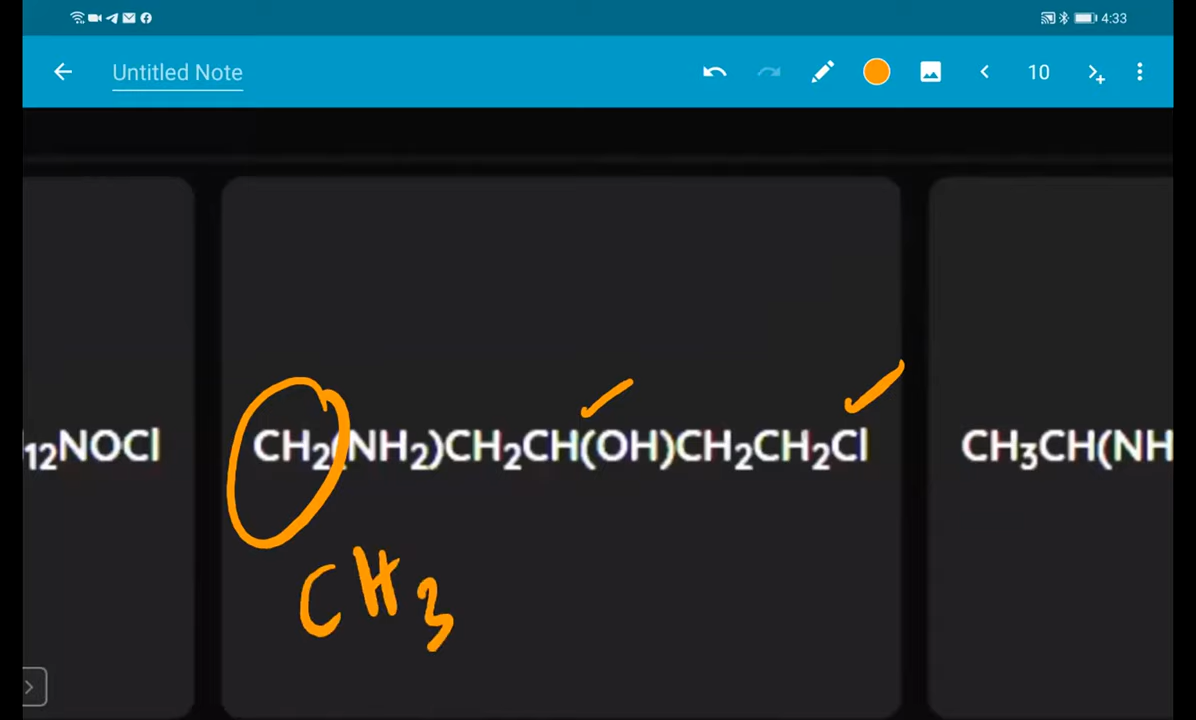 4:33
Untitled Note
10
12NOCl
CH2(NH2)CH2CH(OH)CH2CH2Cl
CH3CH(NH
CH3